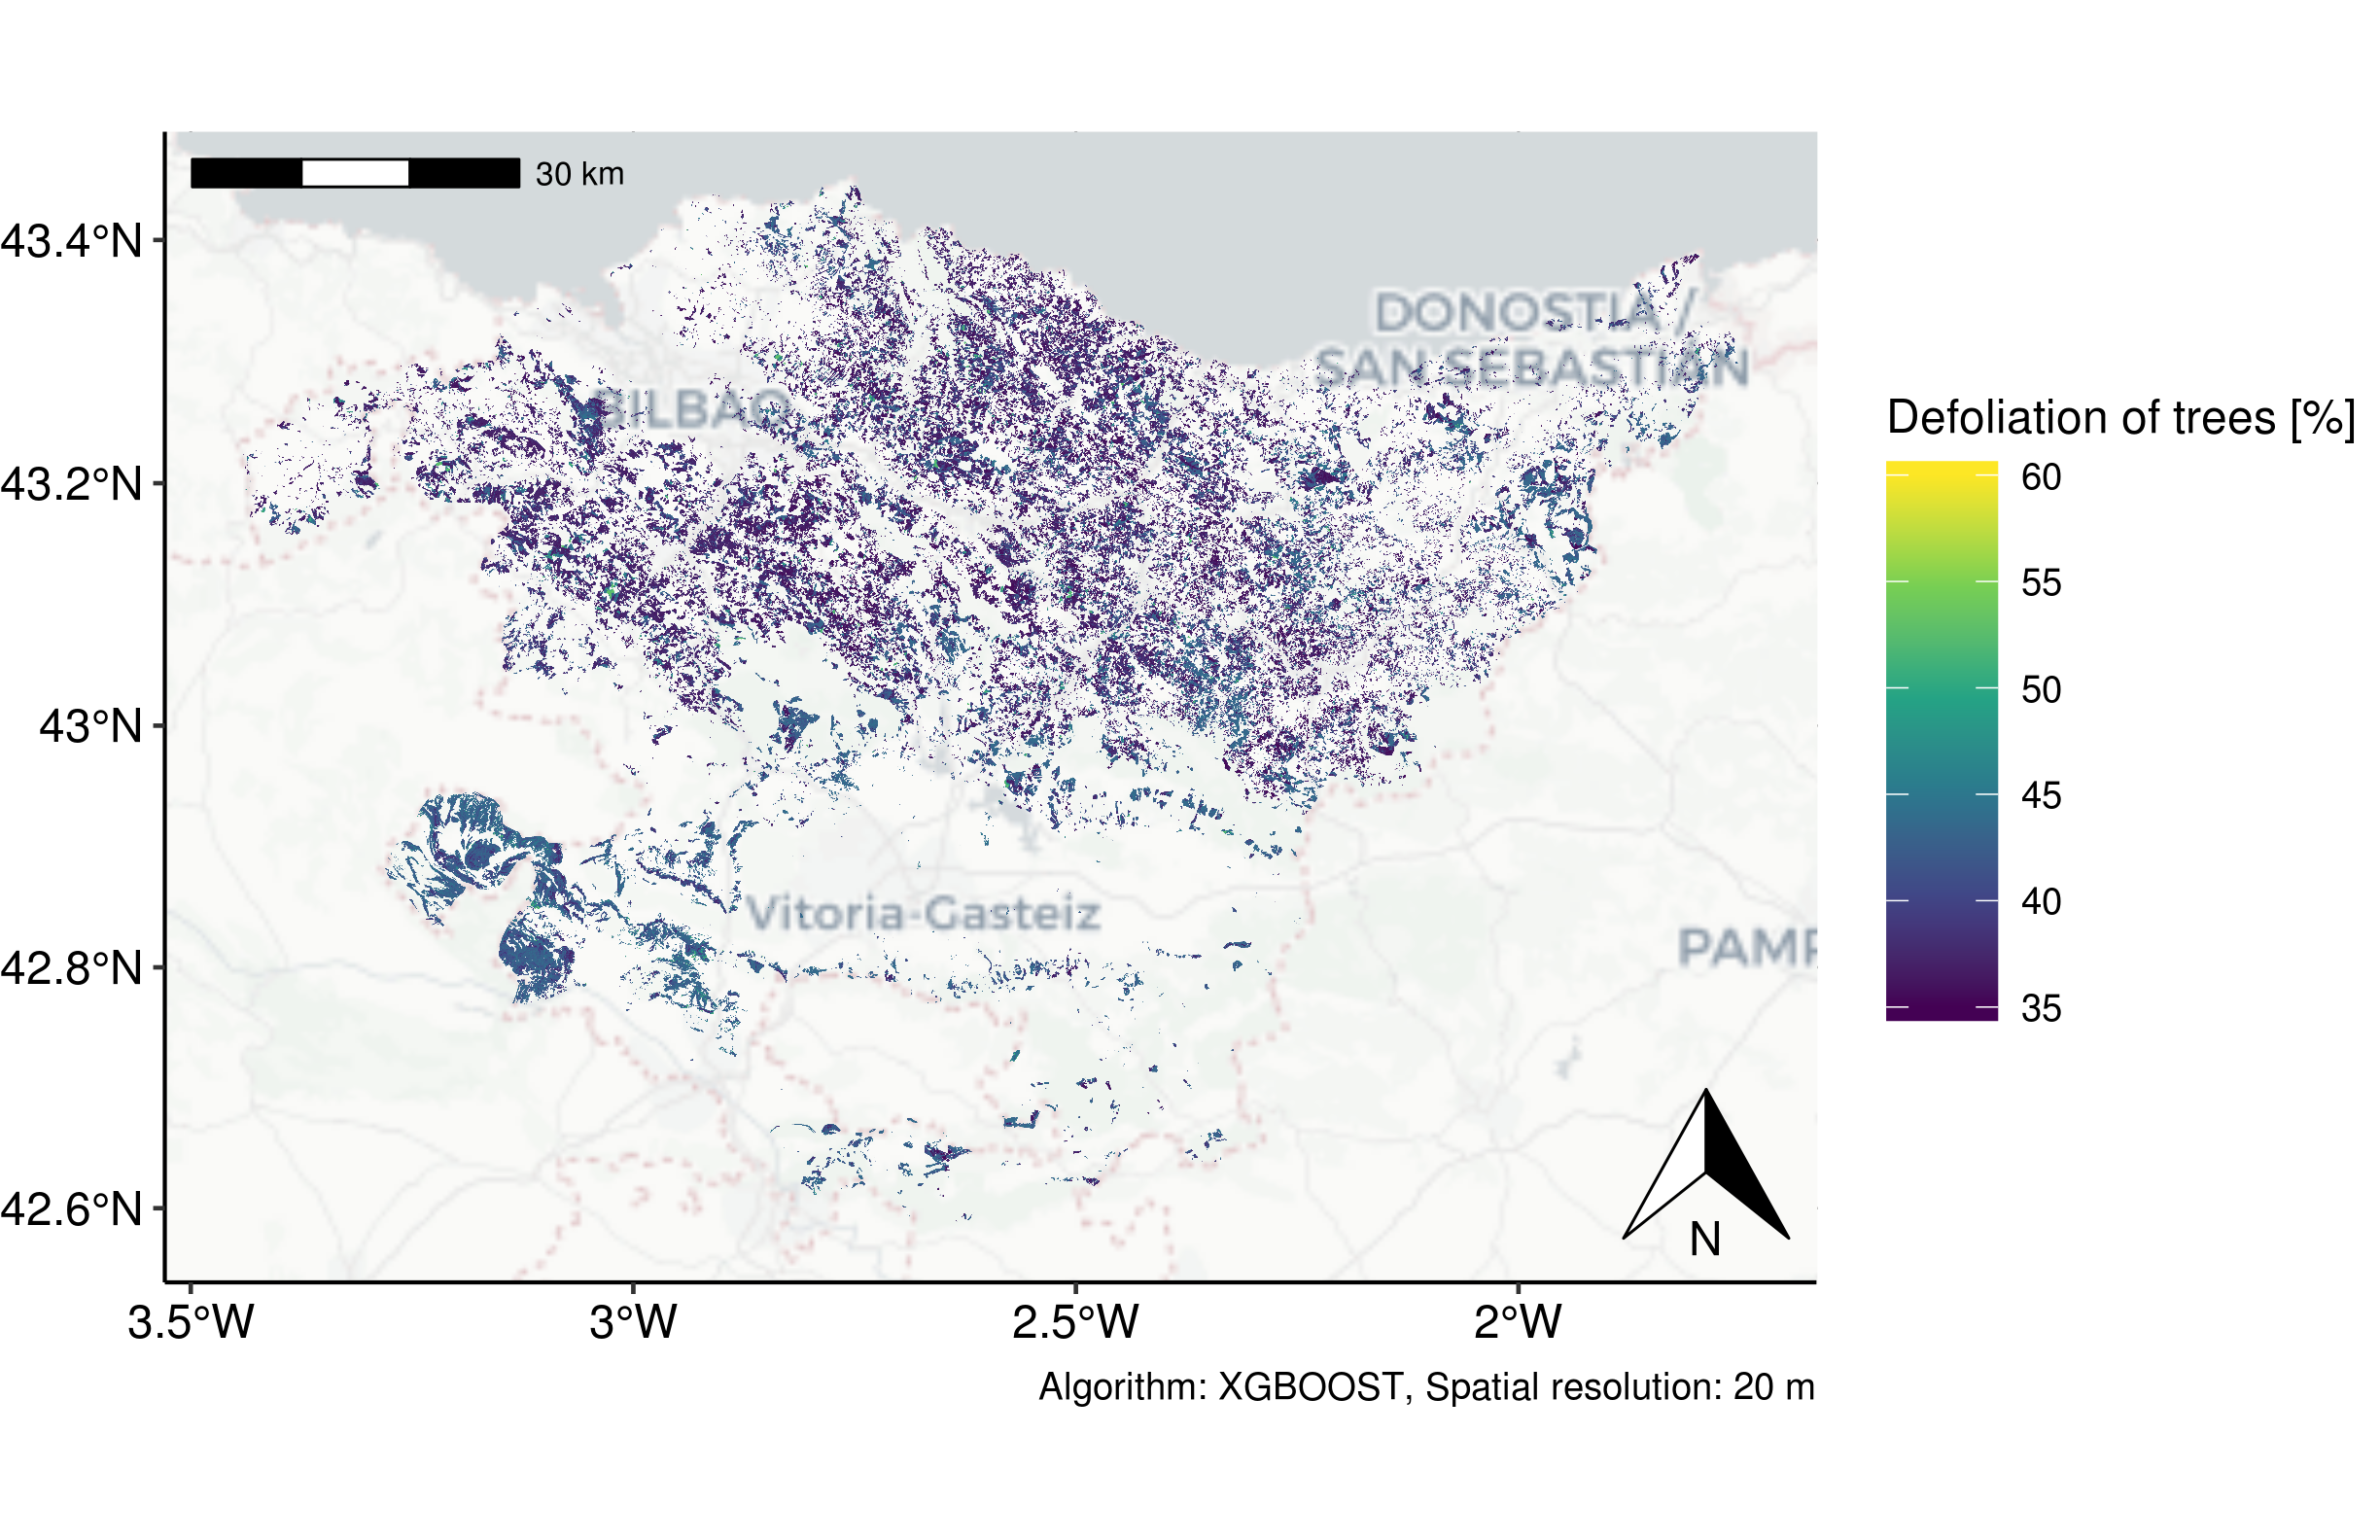 30 km
43.4°N
43.2°N
43°N
42.8°N
42.6°N
3.5°W
3°W
2.5°W
2°W
DONOSTIA /
SAN SEBASTIÁN
BILBAO
Vitoria-Gasteiz
PAMP
N
Defoliation of trees [%]
60
55
50
45
40
35
Algorithm: XGBOOST, Spatial resolution: 20 m